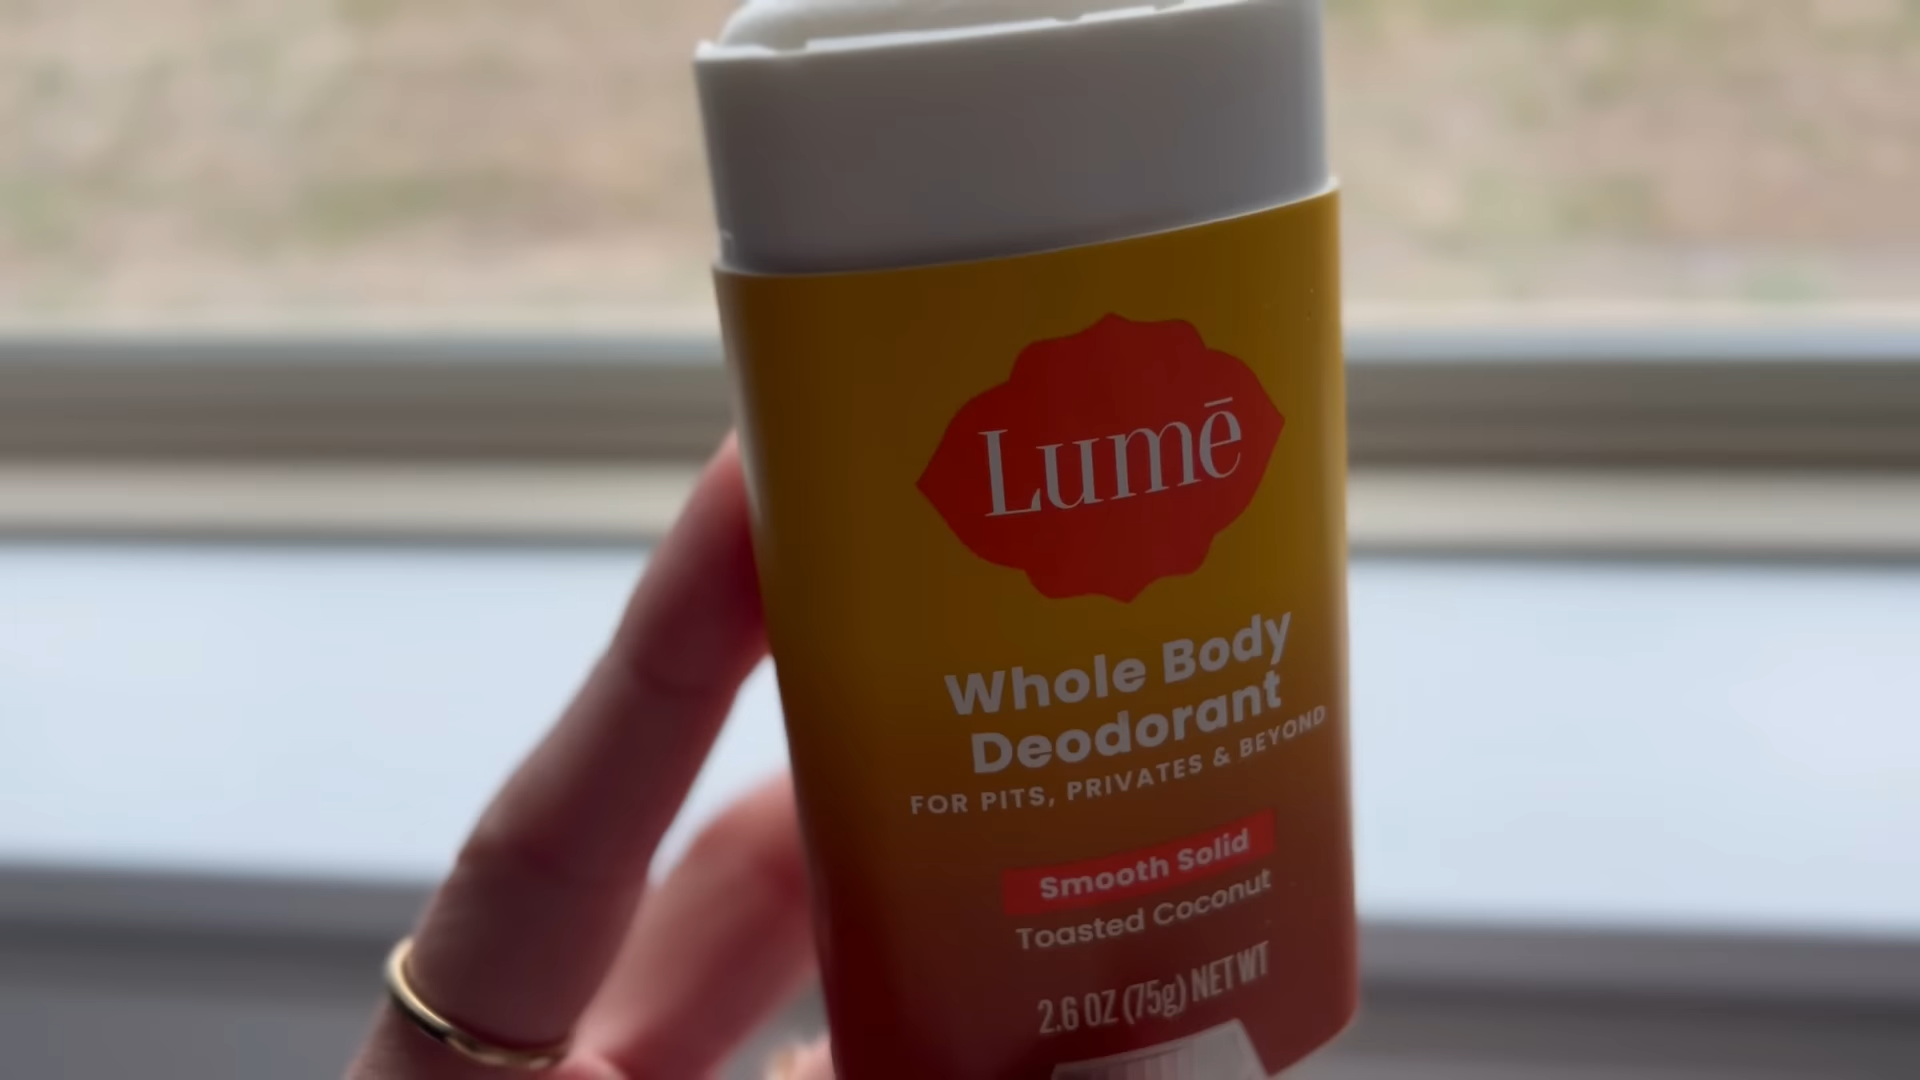 Lumē
Whole Body
Deodorant
FOR PITS, PRIVATES & BEYOND
Smooth Solid
Toasted Coconut
2.6 OZ (75g) NET WT